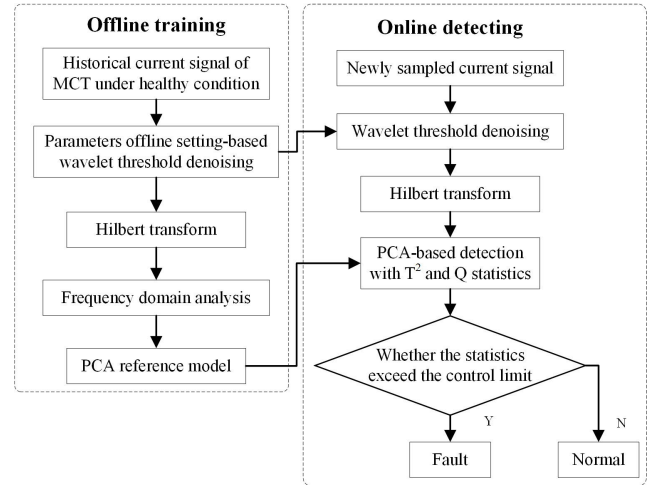 Offline training
Historical current signal of
MCT under healthy condition
Parameters offline setting-based
wavelet threshold denoising
Hilbert transform
Frequency domain analysis
PCA reference model
Online detecting
Newly sampled current signal
Wavelet threshold denoising
Hilbert transform
PCA-based detection
with T² and Q statistics
Whether the statistics
exceed the control limit
Y
N
Fault
Normal